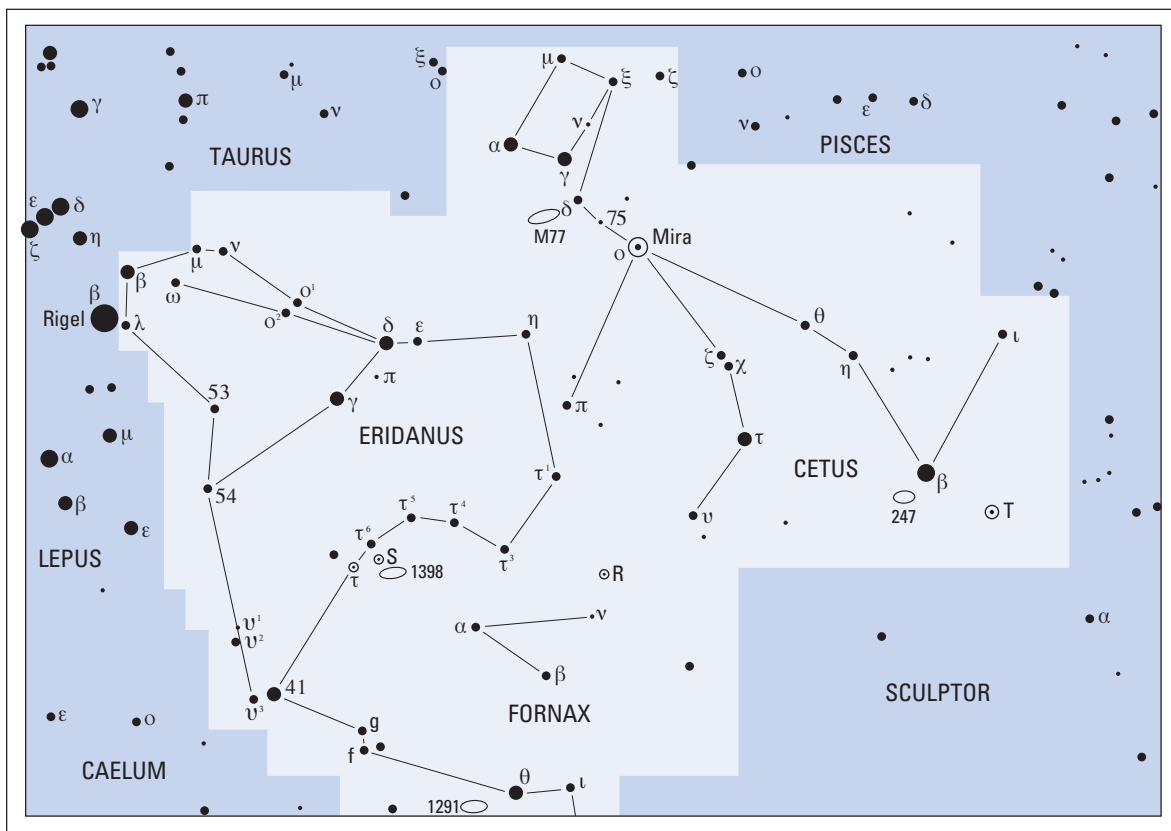 ξ
ο
μ
ξ
ζ
ο
μ
γ
π
ν
ν
ε
δ
ν
α
γ
TAURUS
PISCES
ε
δ
ζ
η
δ
75
M77
Mira
ο
μ
ν
β
ω
β
Rigel
λ
ο¹
ο²
δ
ε
η
θ
ι
ζ
χ
η
π
53
γ
π
ERIDANUS
μ
α
τ
CETUS
54
τ¹
β
247
T
β
ε
LEPUS
τ⁵
τ⁴
υ
τ⁶
S
τ³
τ
1398
R
υ¹
υ²
α
ν
α
β
41
υ³
FORNAX
SCULPTOR
ε
ο
g
f
CAELUM
θ
ι
1291